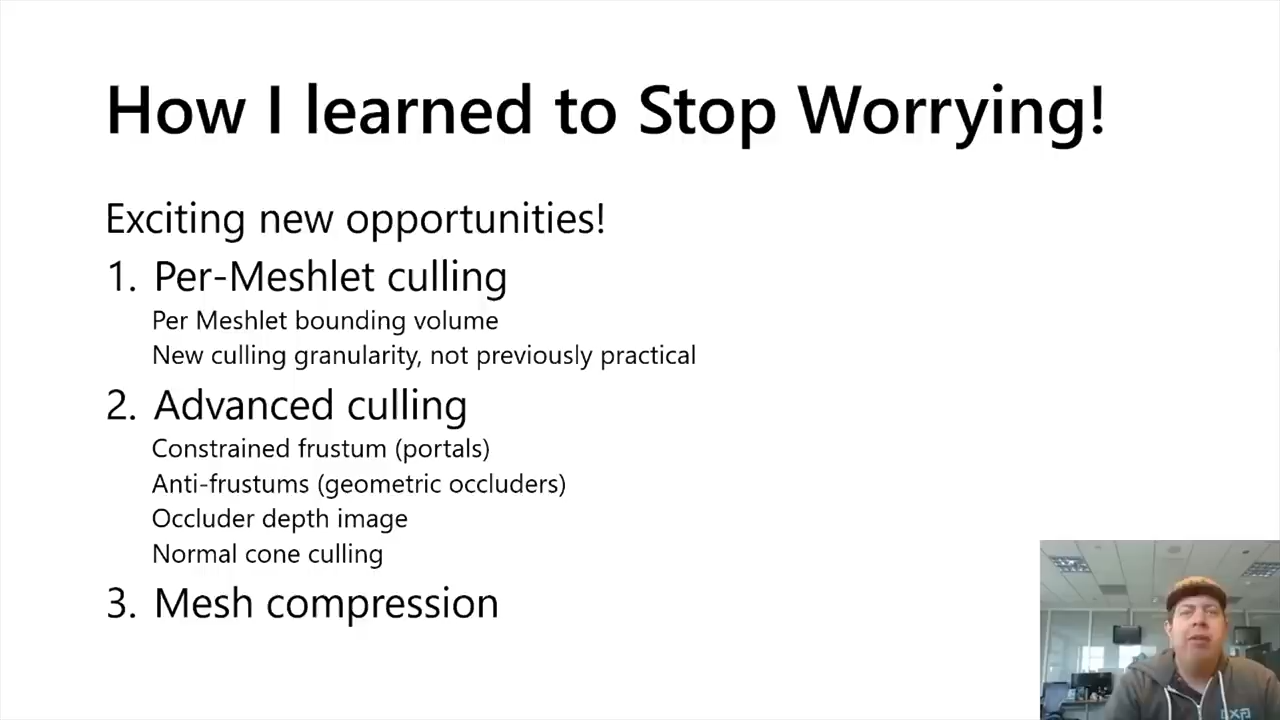 How I learned to Stop Worrying!
Exciting new opportunities!
1. Per-Meshlet culling
Per Meshlet bounding volume
New culling granularity, not previously practical
2. Advanced culling
Constrained frustum (portals)
Anti-frustums (geometric occluders)
Occluder depth image
Normal cone culling
3. Mesh compression